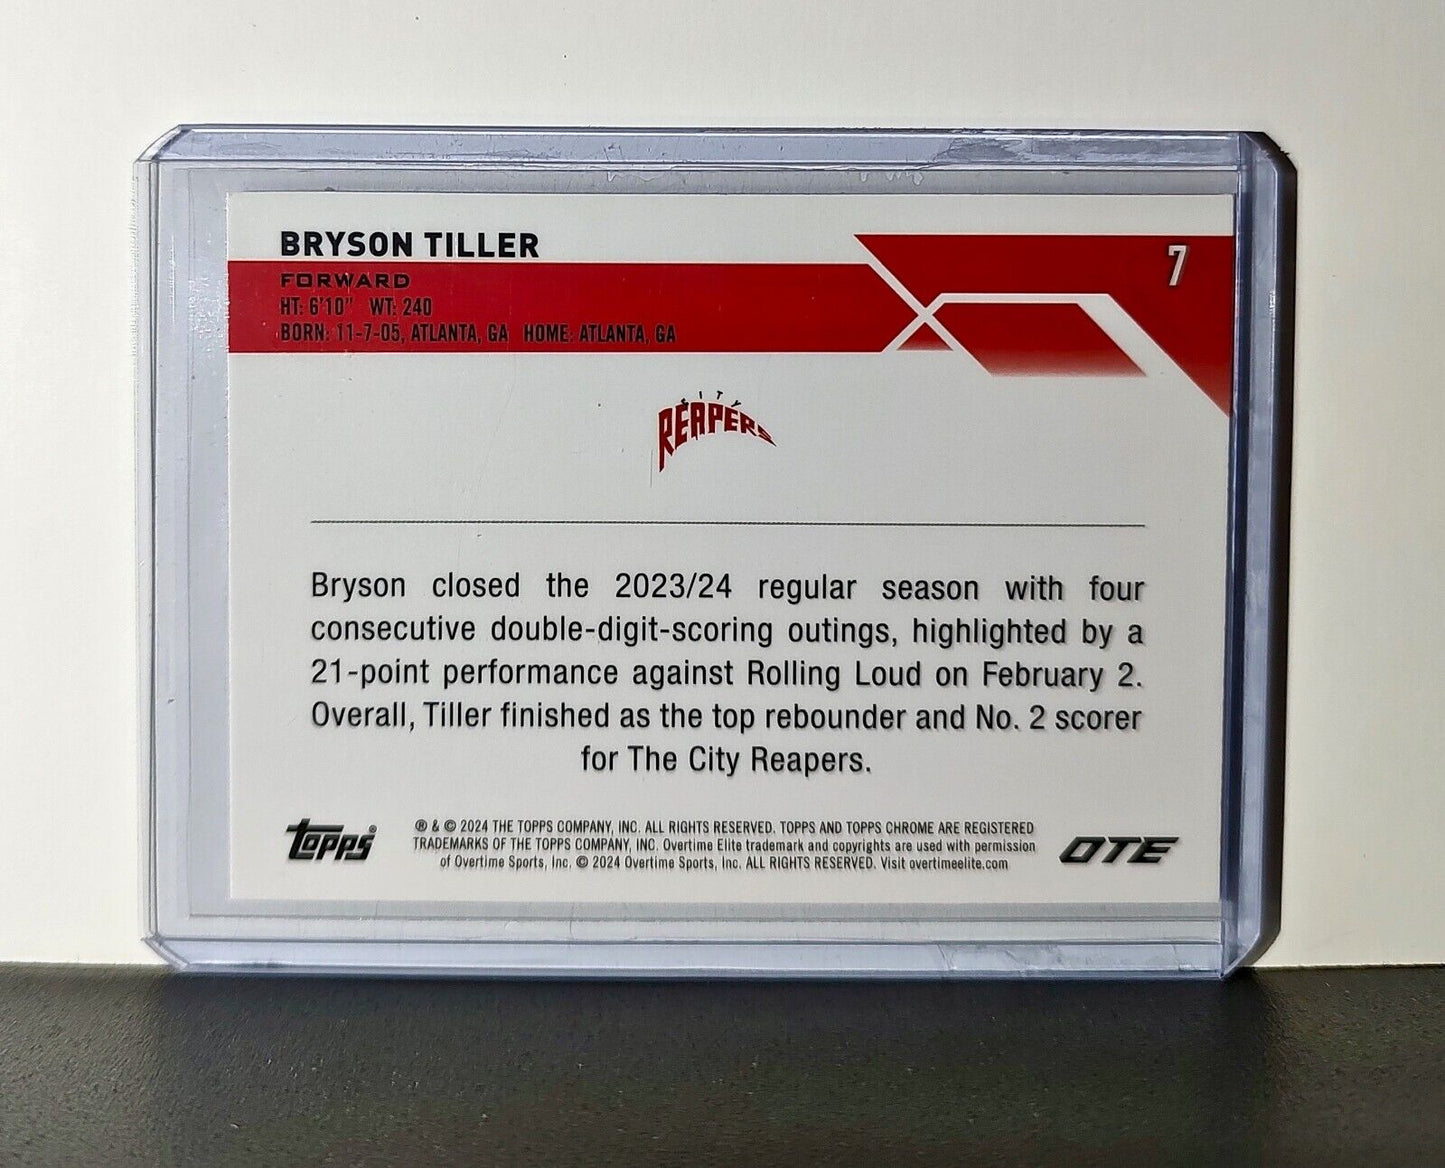 BRYSON TILLER
7
FORWARD
HT: 6'10" WT: 240
BORN: 11-7-05, ATLANTA, GA HOME: ATLANTA, GA
CITY
REAPERS
Bryson closed the 2023/24 regular season with four
consecutive double-digit-scoring outings, highlighted by a
21-point performance against Rolling Loud on February 2.
Overall, Tiller finished as the top rebounder and No. 2 scorer
for The City Reapers.
topps®
® & © 2024 THE TOPPS COMPANY, INC. ALL RIGHTS RESERVED. TOPPS AND TOPPS CHROME ARE REGISTERED
TRADEMARKS OF THE TOPPS COMPANY, INC. Overtime Elite trademark and copyrights are used with permission
of Overtime Sports, Inc. © 2024 Overtime Sports, Inc. ALL RIGHTS RESERVED. Visit overtimeelite.com
OTE